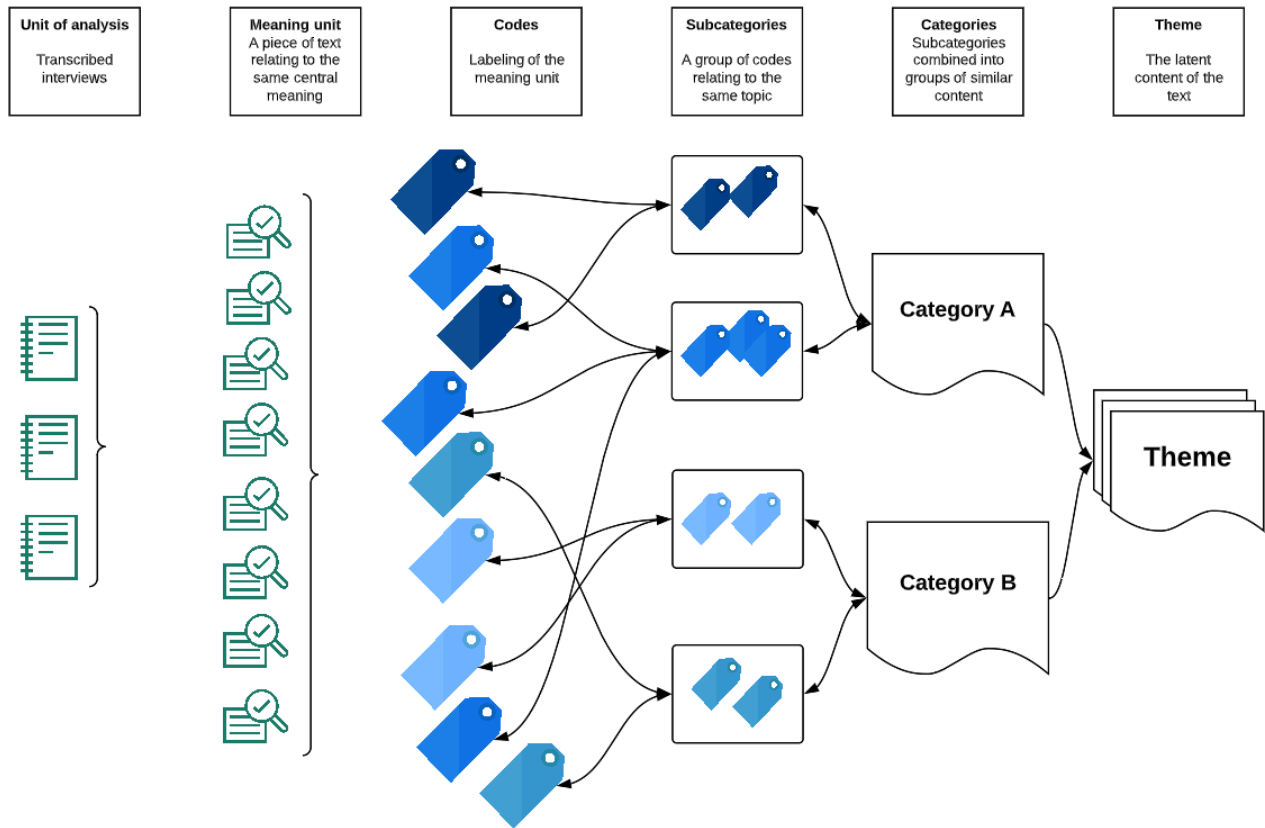 Unit of analysis
Transcribed
interviews
Meaning unit
A piece of text
relating to the
same central
meaning
Codes
Labeling of the
meaning unit
Subcategories
A group of codes
relating to the
same topic
Categories
Subcategories
combined into
groups of similar
content
Theme
The latent
content of the
text
Category A
Category B
Theme